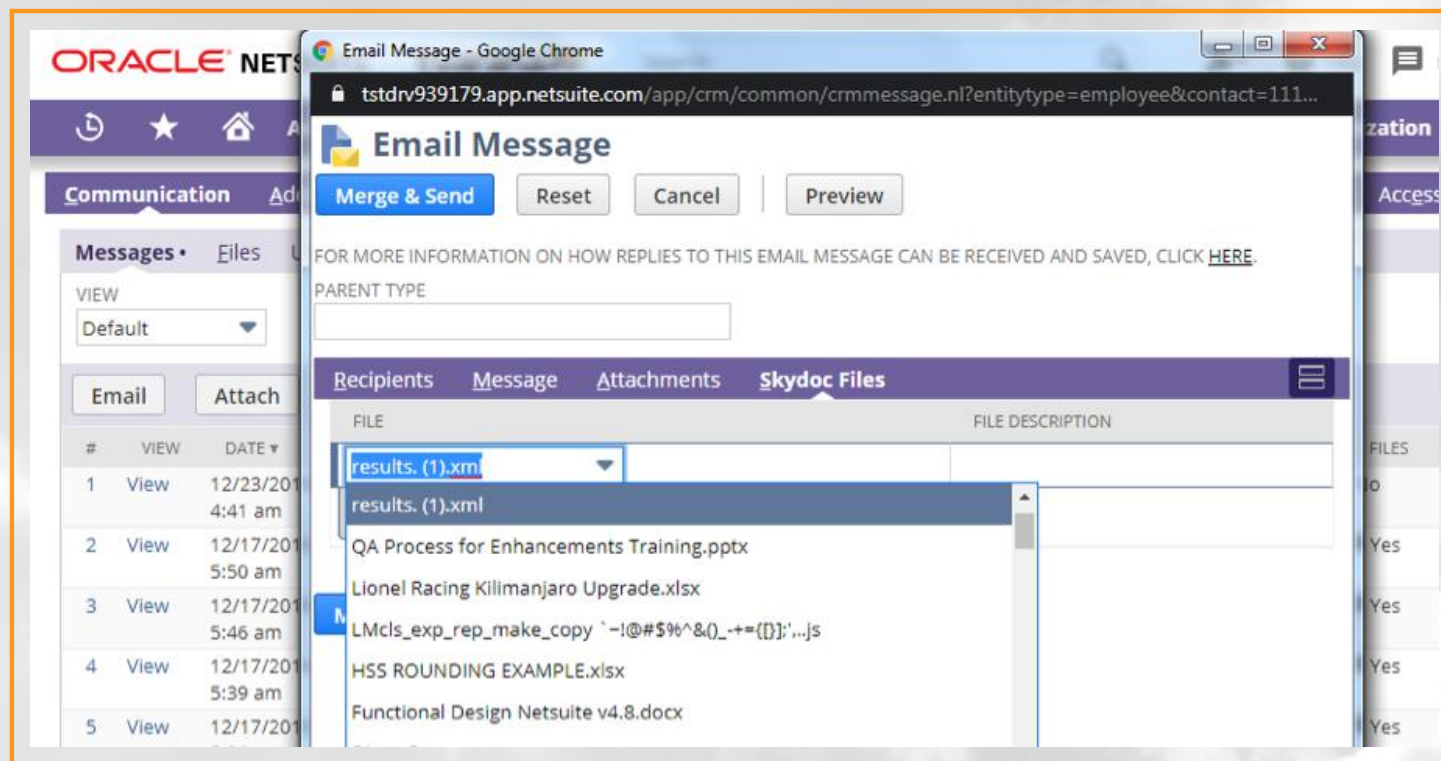 ORACLE NETS
Email Message - Google Chrome
tstdrv939179.app.netsuite.com/app/crm/common/crmmessage.nl?entitytype=employee&contact=111...
A
zation
Email Message
Communication Add
Merge & Send Reset Cancel Preview
Access
Messages • Files U
FOR MORE INFORMATION ON HOW REPLIES TO THIS EMAIL MESSAGE CAN BE RECEIVED AND SAVED, CLICK HERE.
VIEW
PARENT TYPE
Default
Recipients Message Attachments Skydoc Files
Email Attach
FILE FILE DESCRIPTION
# VIEW DATE FILES
results. (1).xml
1 View 12/23/201
4:41 am
results. (1).xml
2 View 12/17/201 Yes
5:50 am
QA Process for Enhancements Training.pptx
Lionel Racing Kilimanjaro Upgrade.xlsx
3 View 12/17/201 Yes
5:46 am
M
LMcls_exp_rep_make_copy `~!@#$%^&()_-+={[}];',..js
4 View 12/17/201 Yes
5:39 am
HSS ROUNDING EXAMPLE.xlsx
Functional Design Netsuite v4.8.docx
5 View 12/17/201 Yes